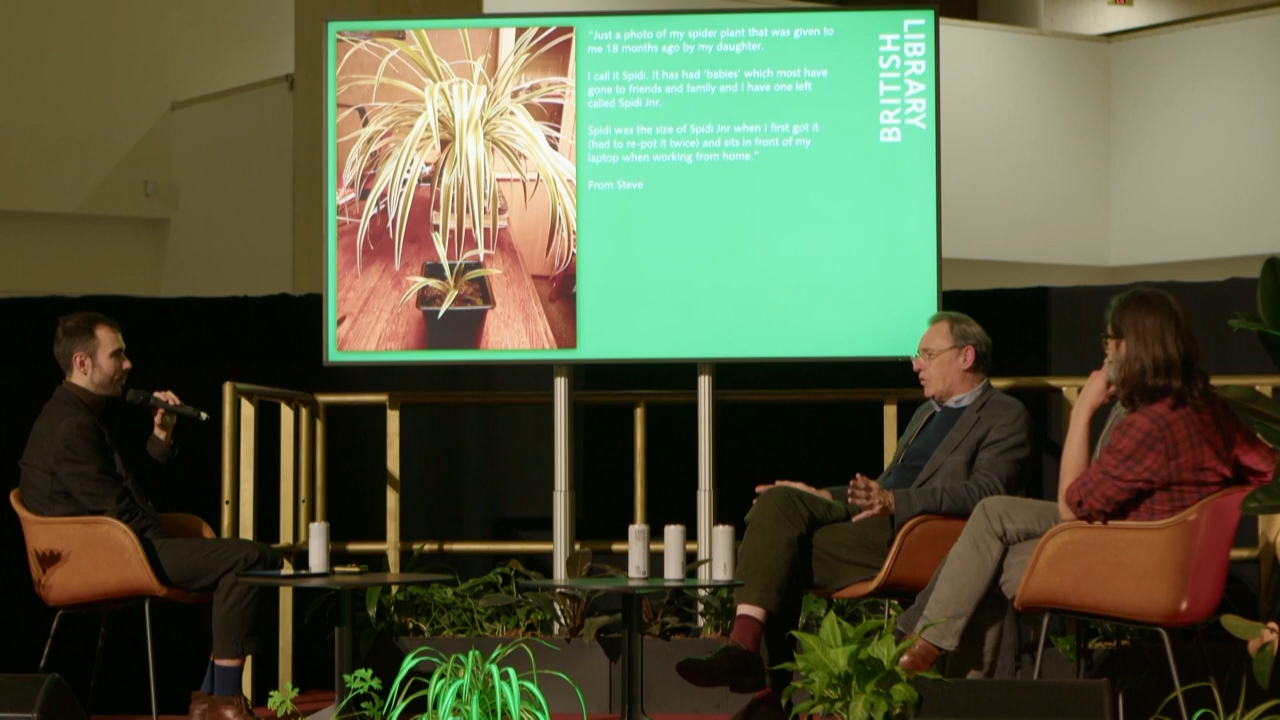 "Just a photo of my spider plant that was given to
me 18 months ago by my daughter.
I call it Spidi. It has had 'babies' which most have
gone to friends and family and I have one left
called Spidi Jnr.
Spidi was the size of Spidi Jnr when I first got it
(had to re-pot it twice) and sits in front of my
laptop when working from home."
From Steve
BRITISH
LIBRARY